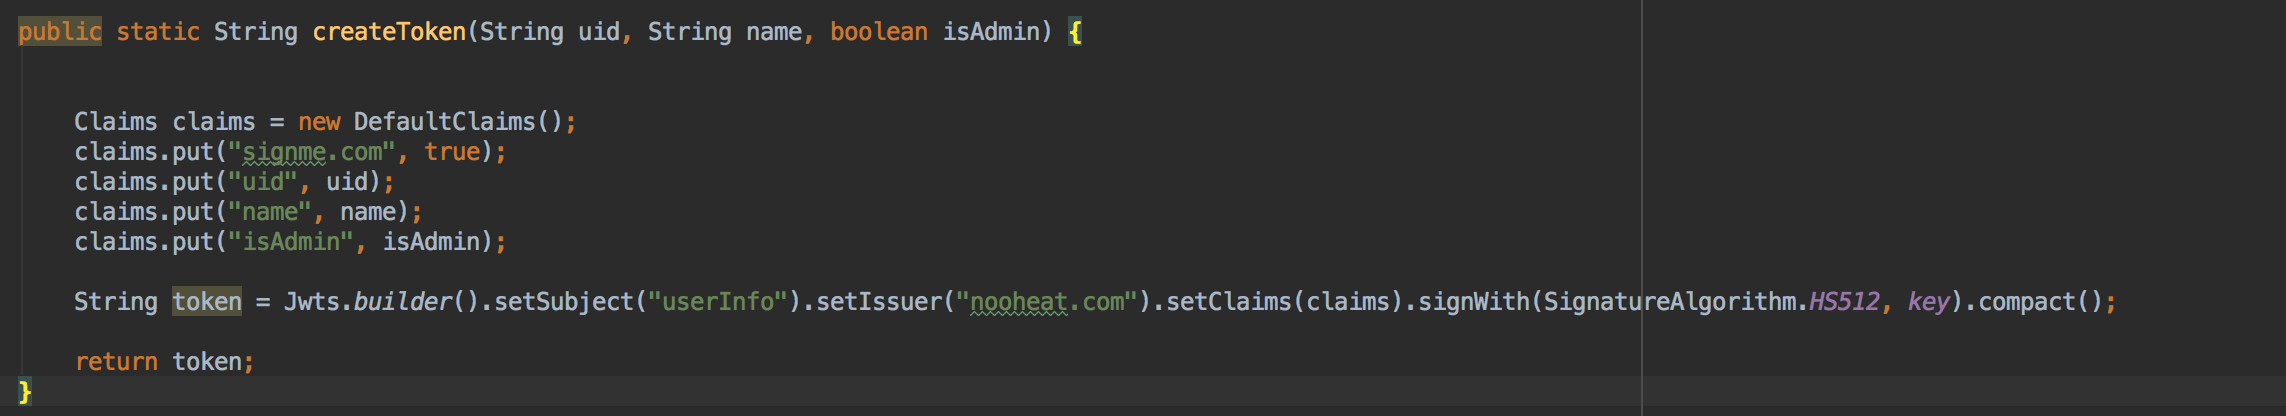 public static String createToken(String uid, String name, boolean isAdmin) {
Claims claims = new DefaultClaims();
claims.put("signme.com", true);
claims.put("uid", uid);
claims.put("name", name);
claims.put("isAdmin", isAdmin);
String token = Jwts.builder().setSubject("userInfo").setIssuer("nooheat.com").setClaims(claims).signWith(SignatureAlgorithm.HS512, key).compact();
return token;
}